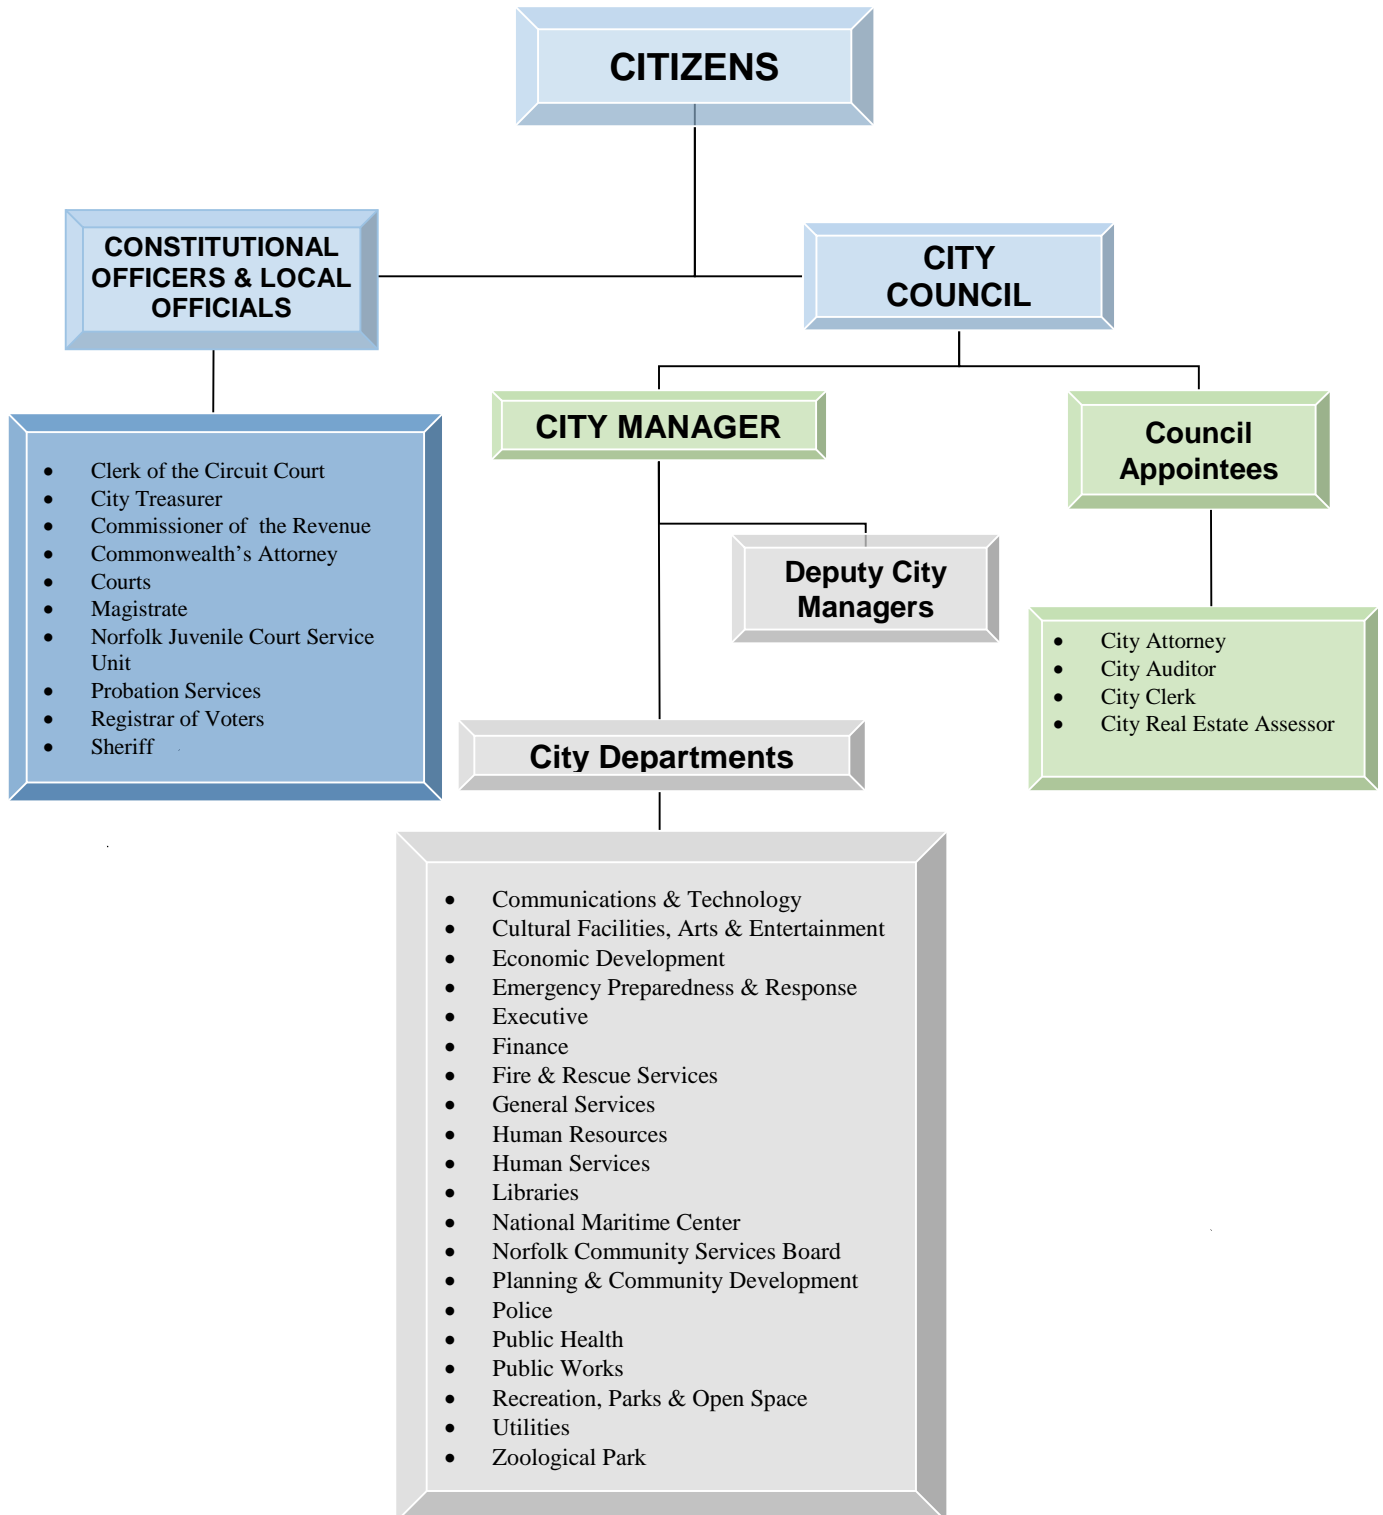 CITIZENS
CONSTITUTIONAL
OFFICERS & LOCAL
OFFICIALS
CITY
COUNCIL
CITY MANAGER
Council
Appointees
Deputy City
Managers
• Clerk of the Circuit Court
• City Treasurer
• Commissioner of the Revenue
• Commonwealth's Attorney
• Courts
• Magistrate
• Norfolk Juvenile Court Service
Unit
• Probation Services
• Registrar of Voters
• Sheriff
• City Attorney
• City Auditor
• City Clerk
• City Real Estate Assessor
City Departments
• Communications & Technology
• Cultural Facilities, Arts & Entertainment
• Economic Development
• Emergency Preparedness & Response
• Executive
• Finance
• Fire & Rescue Services
• General Services
• Human Resources
• Human Services
• Libraries
• National Maritime Center
• Norfolk Community Services Board
• Planning & Community Development
• Police
• Public Health
• Public Works
• Recreation, Parks & Open Space
• Utilities
• Zoological Park